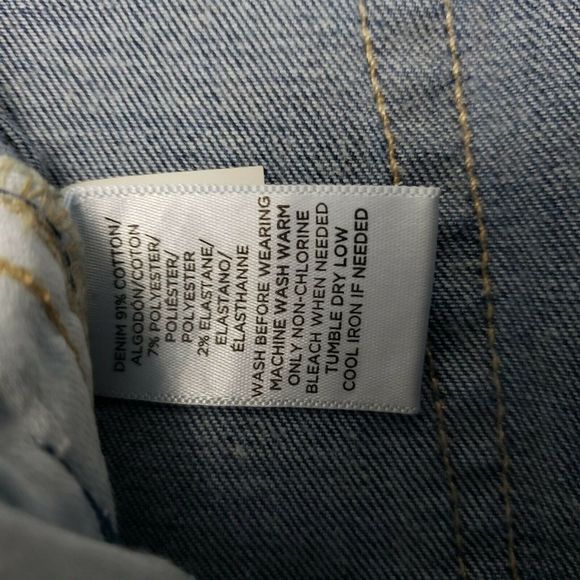 DENIM 91% COTTON/
ALGODÓN/COTON
7% POLYESTER/
POLIÉSTER/
POLYESTER
2% ELASTANE/
ELASTANO/
ÉLASTHANNE
WASH BEFORE WEARING
MACHINE WASH WARM
ONLY NON-CHLORINE
BLEACH WHEN NEEDED
TUMBLE DRY LOW
COOL IRON IF NEEDED